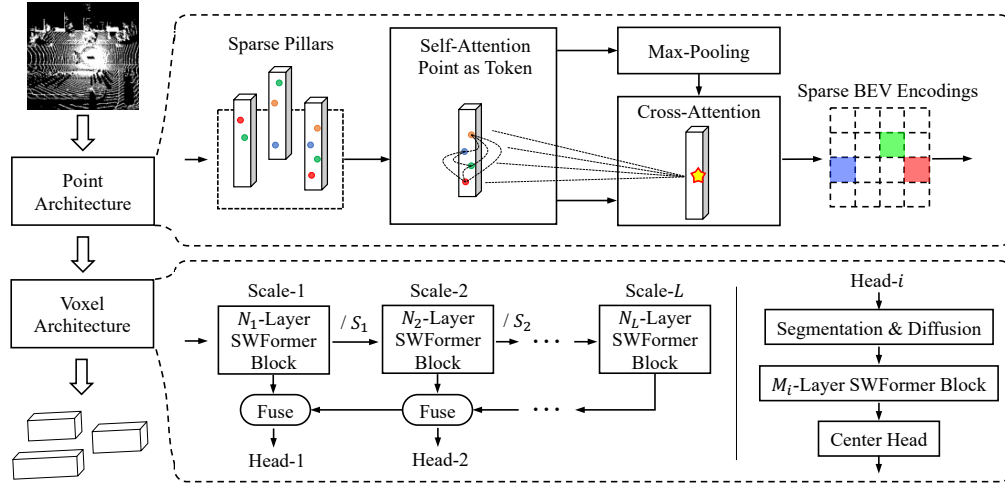 Sparse Pillars
Self-Attention
Point as Token
Max-Pooling
Cross-Attention
Sparse BEV Encodings
Point
Architecture
Voxel
Architecture
Scale-1
Scale-2
Scale-L
N₁-Layer
SWFormer
Block
/ S₁
N₂-Layer
SWFormer
Block
/ S₂
· · ·
N_L-Layer
SWFormer
Block
Fuse
Fuse
· · ·
Head-1
Head-2
Head-i
Segmentation & Diffusion
Mᵢ-Layer SWFormer Block
Center Head